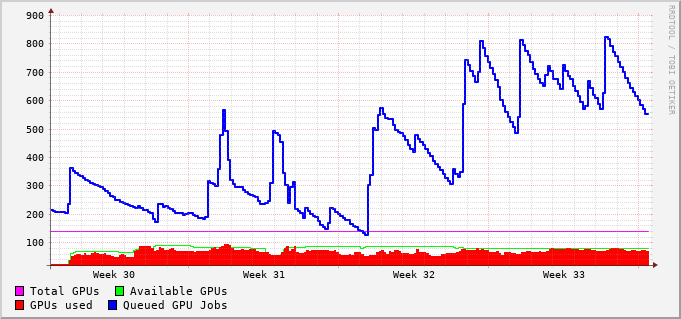 900
800
700
600
500
400
300
200
100
Week 30 Week 31 Week 32 Week 33
Total GPUs Available GPUs
GPUs used Queued GPU Jobs
RRDTOOL / TOBI OETIKER